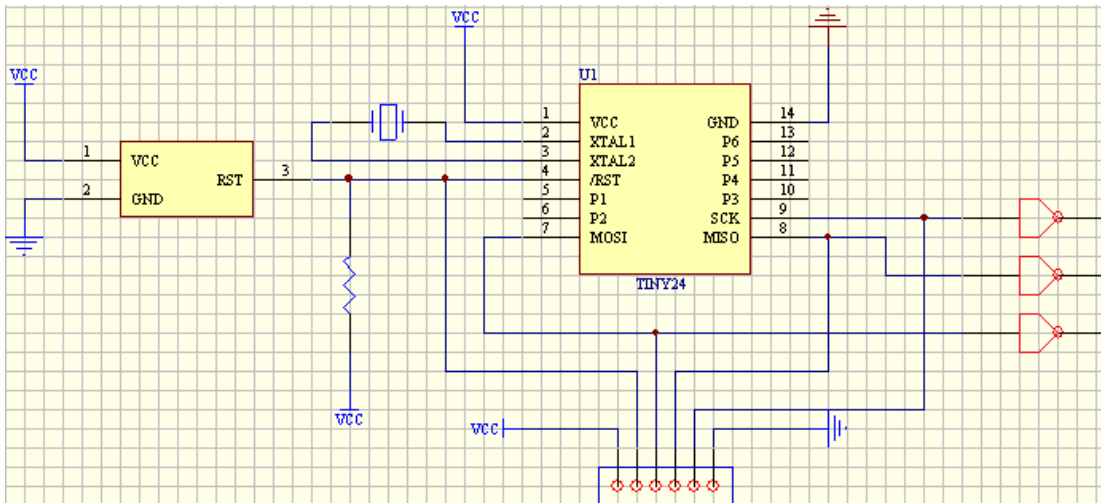 VCC
VCC
U1
1 VCC GND 14
2 XTAL1 P6 13
3 XTAL2 P5 12
4 /RST P4 11
5 P1 P3 10
6 P2 SCK 9
7 MOSI MISO 8
TINY24
1 VCC
RST 3
2 GND
VCC
VCC